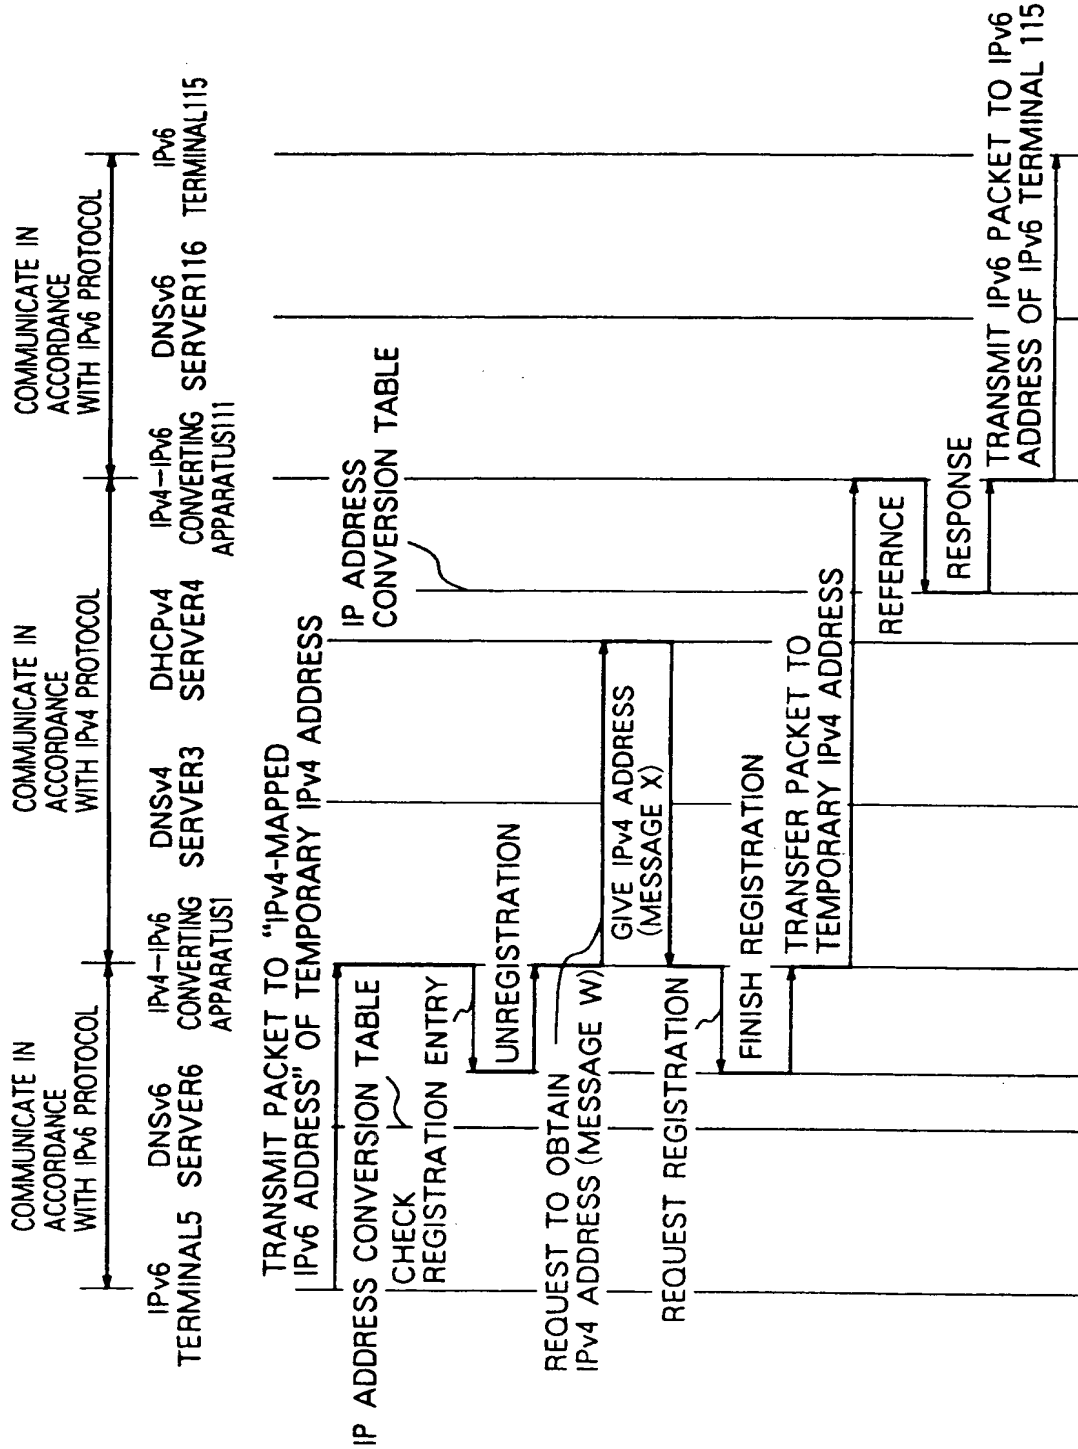 COMMUNICATE IN
ACCORDANCE
WITH IPv6 PROTOCOL
COMMUNICATE IN
ACCORDANCE
WITH IPv4 PROTOCOL
COMMUNICATE IN
ACCORDANCE
WITH IPv6 PROTOCOL
IPv6
TERMINAL5
DNSv6
SERVER6
IPv4-IPv6
CONVERTING
APPARATUS1
DNSv4
SERVER3
DHCPv4
SERVER4
IPv4-IPv6
CONVERTING
APPARATUS111
DNSv6
SERVER116
IPv6
TERMINAL115
TRANSMIT PACKET TO "IPv4-MAPPED
IPv6 ADDRESS" OF TEMPORARY IPv4 ADDRESS
IP ADDRESS CONVERSION TABLE
IP ADDRESS
CONVERSION TABLE
CHECK
REGISTRATION ENTRY
UNREGISTRATION
REQUEST TO OBTAIN
IPv4 ADDRESS (MESSAGE W)
GIVE IPv4 ADDRESS
(MESSAGE X)
REQUEST REGISTRATION
FINISH REGISTRATION
TRANSFER PACKET TO
TEMPORARY IPv4 ADDRESS
REFERNCE
RESPONSE
TRANSMIT IPv6 PACKET TO IPv6
ADDRESS OF IPv6 TERMINAL 115